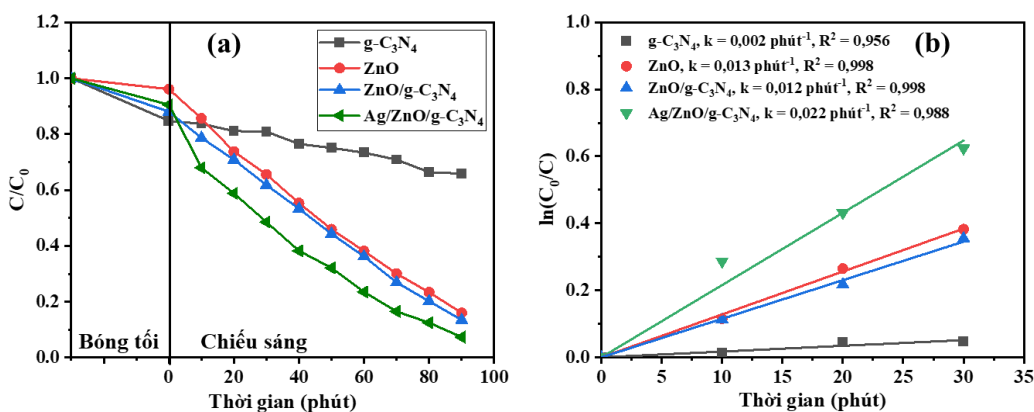 (a)
g-C₃N₄
ZnO
ZnO/g-C₃N₄
Ag/ZnO/g-C₃N₄
C/C₀
1.2
1.0
0.8
0.6
0.4
0.2
0.0
Bóng tối
Chiếu sáng
0 20 40 60 80 100
Thời gian (phút)
(b)
g-C₃N₄, k = 0,002 phút⁻¹, R² = 0,956
ZnO, k = 0,013 phút⁻¹, R² = 0,998
ZnO/g-C₃N₄, k = 0,012 phút⁻¹, R² = 0,998
Ag/ZnO/g-C₃N₄, k = 0,022 phút⁻¹, R² = 0,988
ln(C₀/C)
0.8
0.6
0.4
0.2
0.0
0 5 10 15 20 25 30 35
Thời gian (phút)